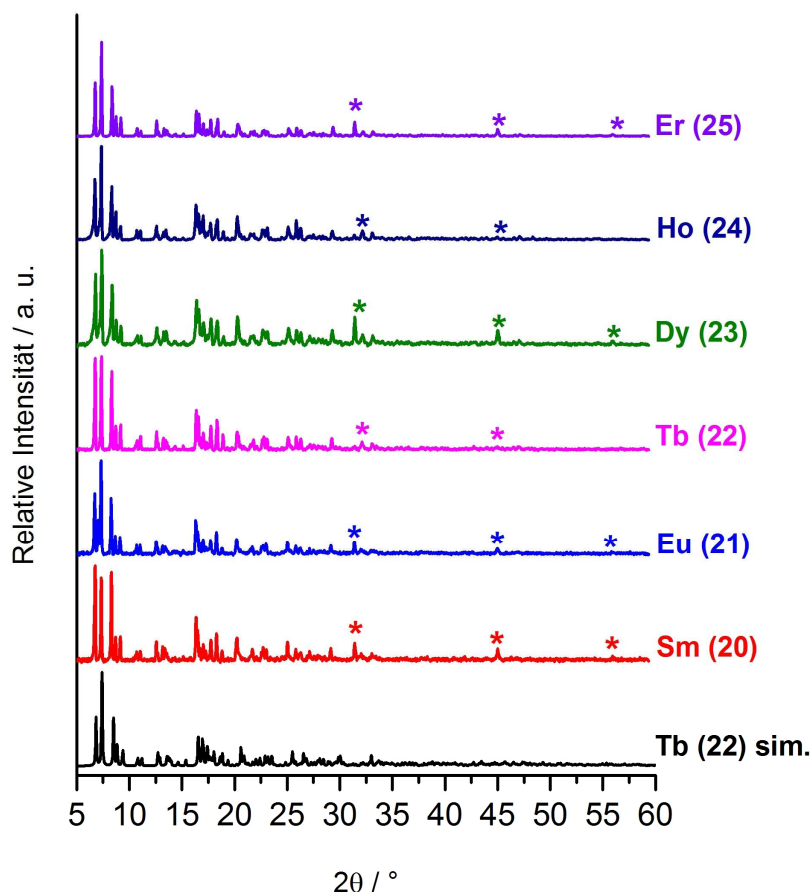 Relative Intensität / a. u.
* * * Er (25)
* * Ho (24)
* * * Dy (23)
* * Tb (22)
* * * Eu (21)
* * * Sm (20)
Tb (22) sim.
5 10 15 20 25 30 35 40 45 50 55 60
2θ / °